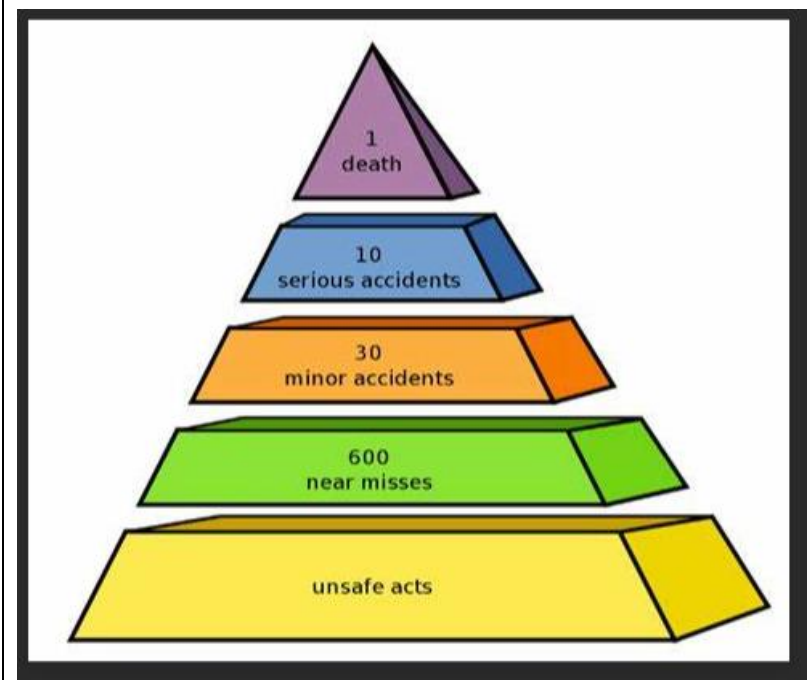 1
death
10
serious accidents
30
minor accidents
600
near misses
unsafe acts